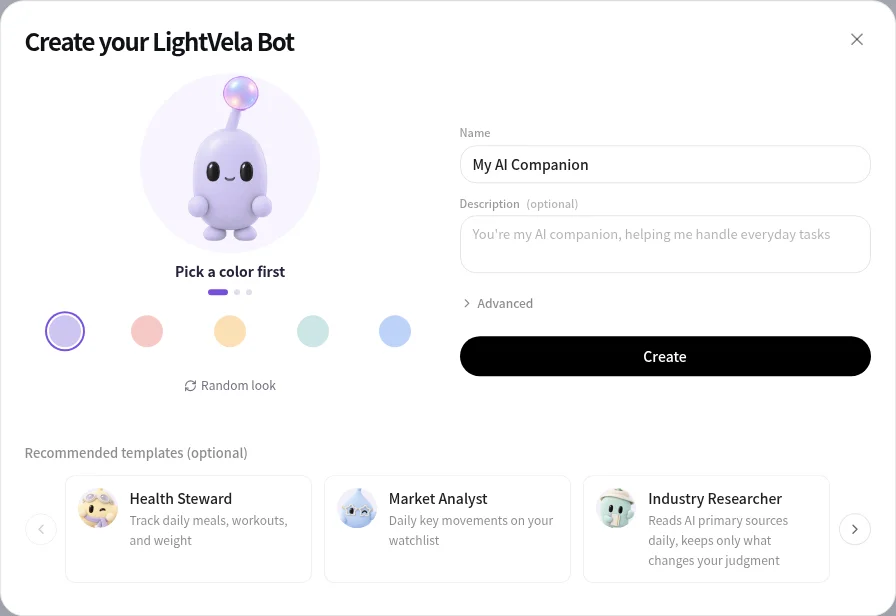 Create your LightVela Bot
Pick a color first
Random look
Name
My AI Companion
Description (optional)
You're my AI companion, helping me handle everyday tasks
Advanced
Create
Recommended templates (optional)
Health Steward
Track daily meals, workouts,
and weight
Market Analyst
Daily key movements on your
watchlist
Industry Researcher
Reads AI primary sources
daily, keeps only what
changes your judgment